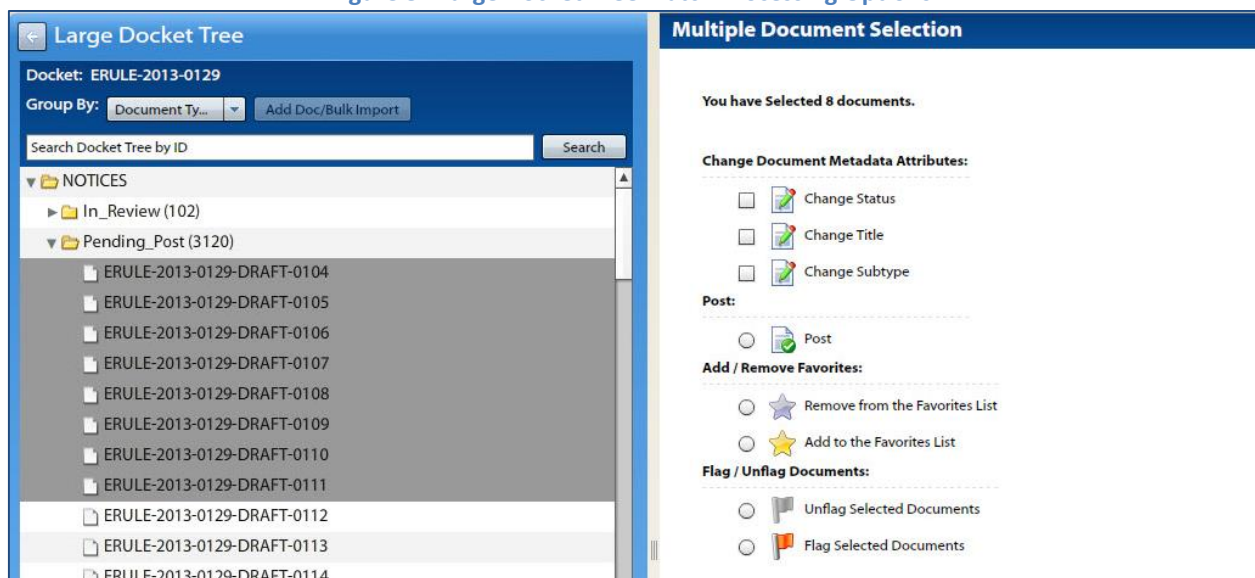 Large Docket Tree
Docket: ERULE-2013-0129
Group By: Document Ty... Add Doc/Bulk Import
Search Docket Tree by ID Search
NOTICES
In_Review (102)
Pending_Post (3120)
ERULE-2013-0129-DRAFT-0104
ERULE-2013-0129-DRAFT-0105
ERULE-2013-0129-DRAFT-0106
ERULE-2013-0129-DRAFT-0107
ERULE-2013-0129-DRAFT-0108
ERULE-2013-0129-DRAFT-0109
ERULE-2013-0129-DRAFT-0110
ERULE-2013-0129-DRAFT-0111
ERULE-2013-0129-DRAFT-0112
ERULE-2013-0129-DRAFT-0113
ERULE-2013-0129-DRAFT-0114
Multiple Document Selection
You have Selected 8 documents.
Change Document Metadata Attributes:
Change Status
Change Title
Change Subtype
Post:
Post
Add / Remove Favorites:
Remove from the Favorites List
Add to the Favorites List
Flag / Unflag Documents:
Unflag Selected Documents
Flag Selected Documents